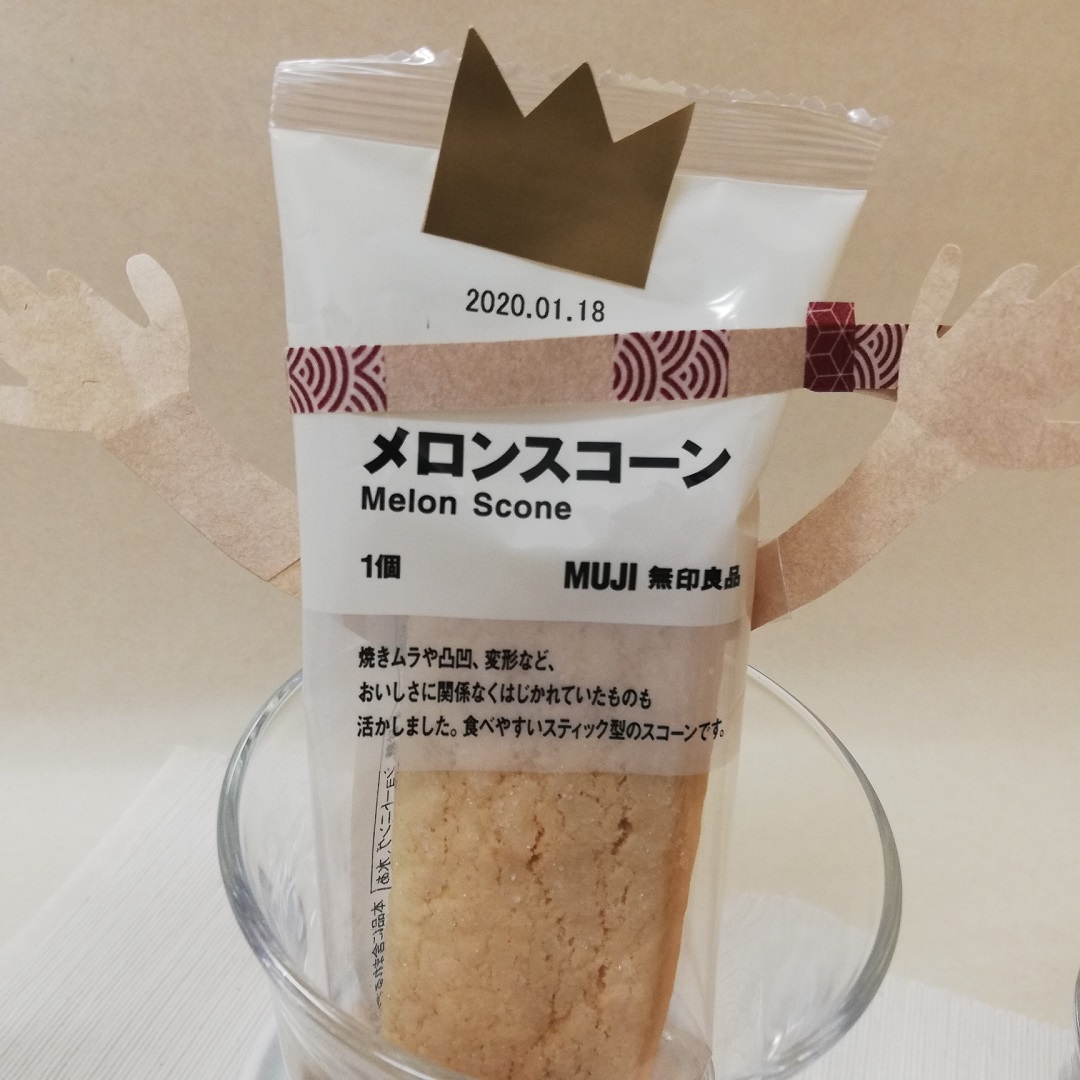 2020.01.18
メロンスコーン
Melon Scone
1個
MUJI 無印良品
焼きムラや凸凹、変形など、
おいしさに関係なくはじかれていたものも
活かしました。食べやすいスティック型のスコーンです。